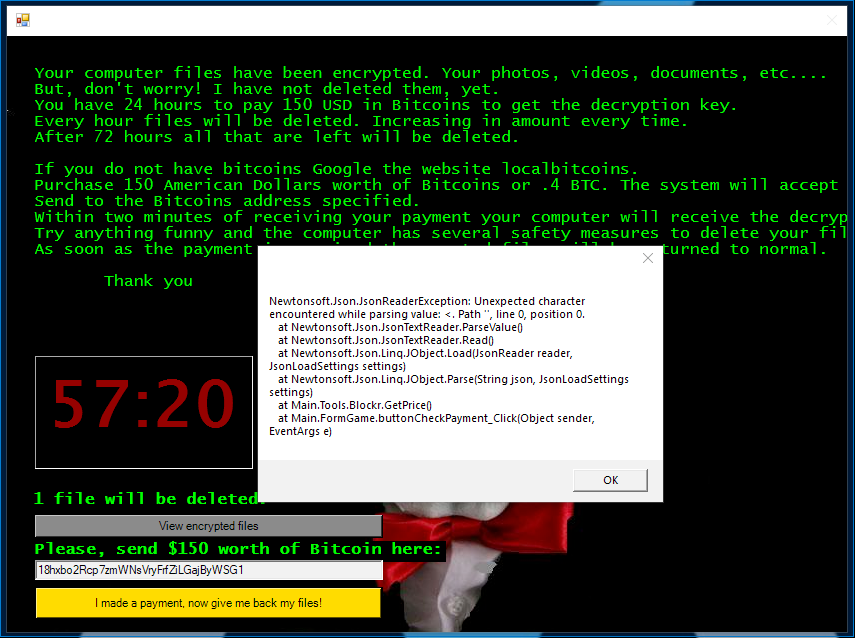 Your computer files have been encrypted. Your photos, videos, documents, etc....
But, don't worry! I have not deleted them, yet.
You have 24 hours to pay 150 USD in Bitcoins to get the decryption key.
Every hour files will be deleted. Increasing in amount every time.
After 72 hours all that are left will be deleted.
If you do not have bitcoins Google the website localbitcoins.
Purchase 150 American Dollars worth of Bitcoins or .4 BTC. The system will accept
Send to the Bitcoins address specified.
Within two minutes of receiving your payment your computer will receive the decryp
Try anything funny and the computer has several safety measures to delete your fil
As soon as the payment
turned to normal.
Thank you
Newtonsoft.Json.JsonReaderException: Unexpected character
encountered while parsing value: <. Path '', line 0, position 0.
at Newtonsoft.Json.JsonTextReader.ParseValue()
at Newtonsoft.Json.JsonTextReader.Read()
at Newtonsoft.Json.Linq.JObject.Load(JsonReader reader,
JsonLoadSettings settings)
at Newtonsoft.Json.Linq.JObject.Parse(String json, JsonLoadSettings
settings)
at Main.Tools.Blockr.GetPrice()
at Main.FormGame.buttonCheckPayment_Click(Object sender,
EventArgs e)
OK
57:20
1 file will be deleted.
View encrypted files
Please, send $150 worth of Bitcoin here:
18hxbo2Rcp7zmWNsVryFrfZiLGajByWSG1
I made a payment, now give me back my files!